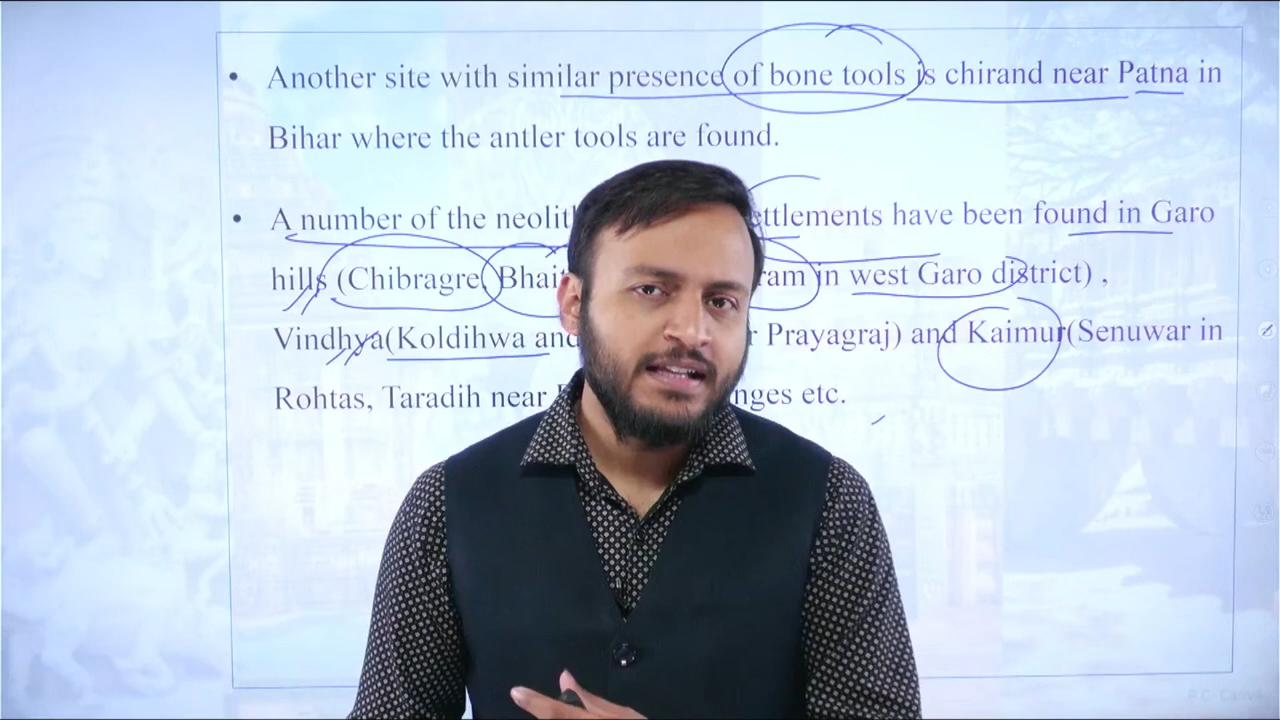 • Another site with similar presence of bone tools is chirand near Patna in
Bihar where the antler tools are found.
• A number of the neolit ettlements have been found in Garo
hills (Chibragre, Bhait ram in west Garo district) ,
Vindhya(Koldihwa and r Prayagraj) and Kaimur(Senuwar in
Rohtas, Taradih near nges etc.